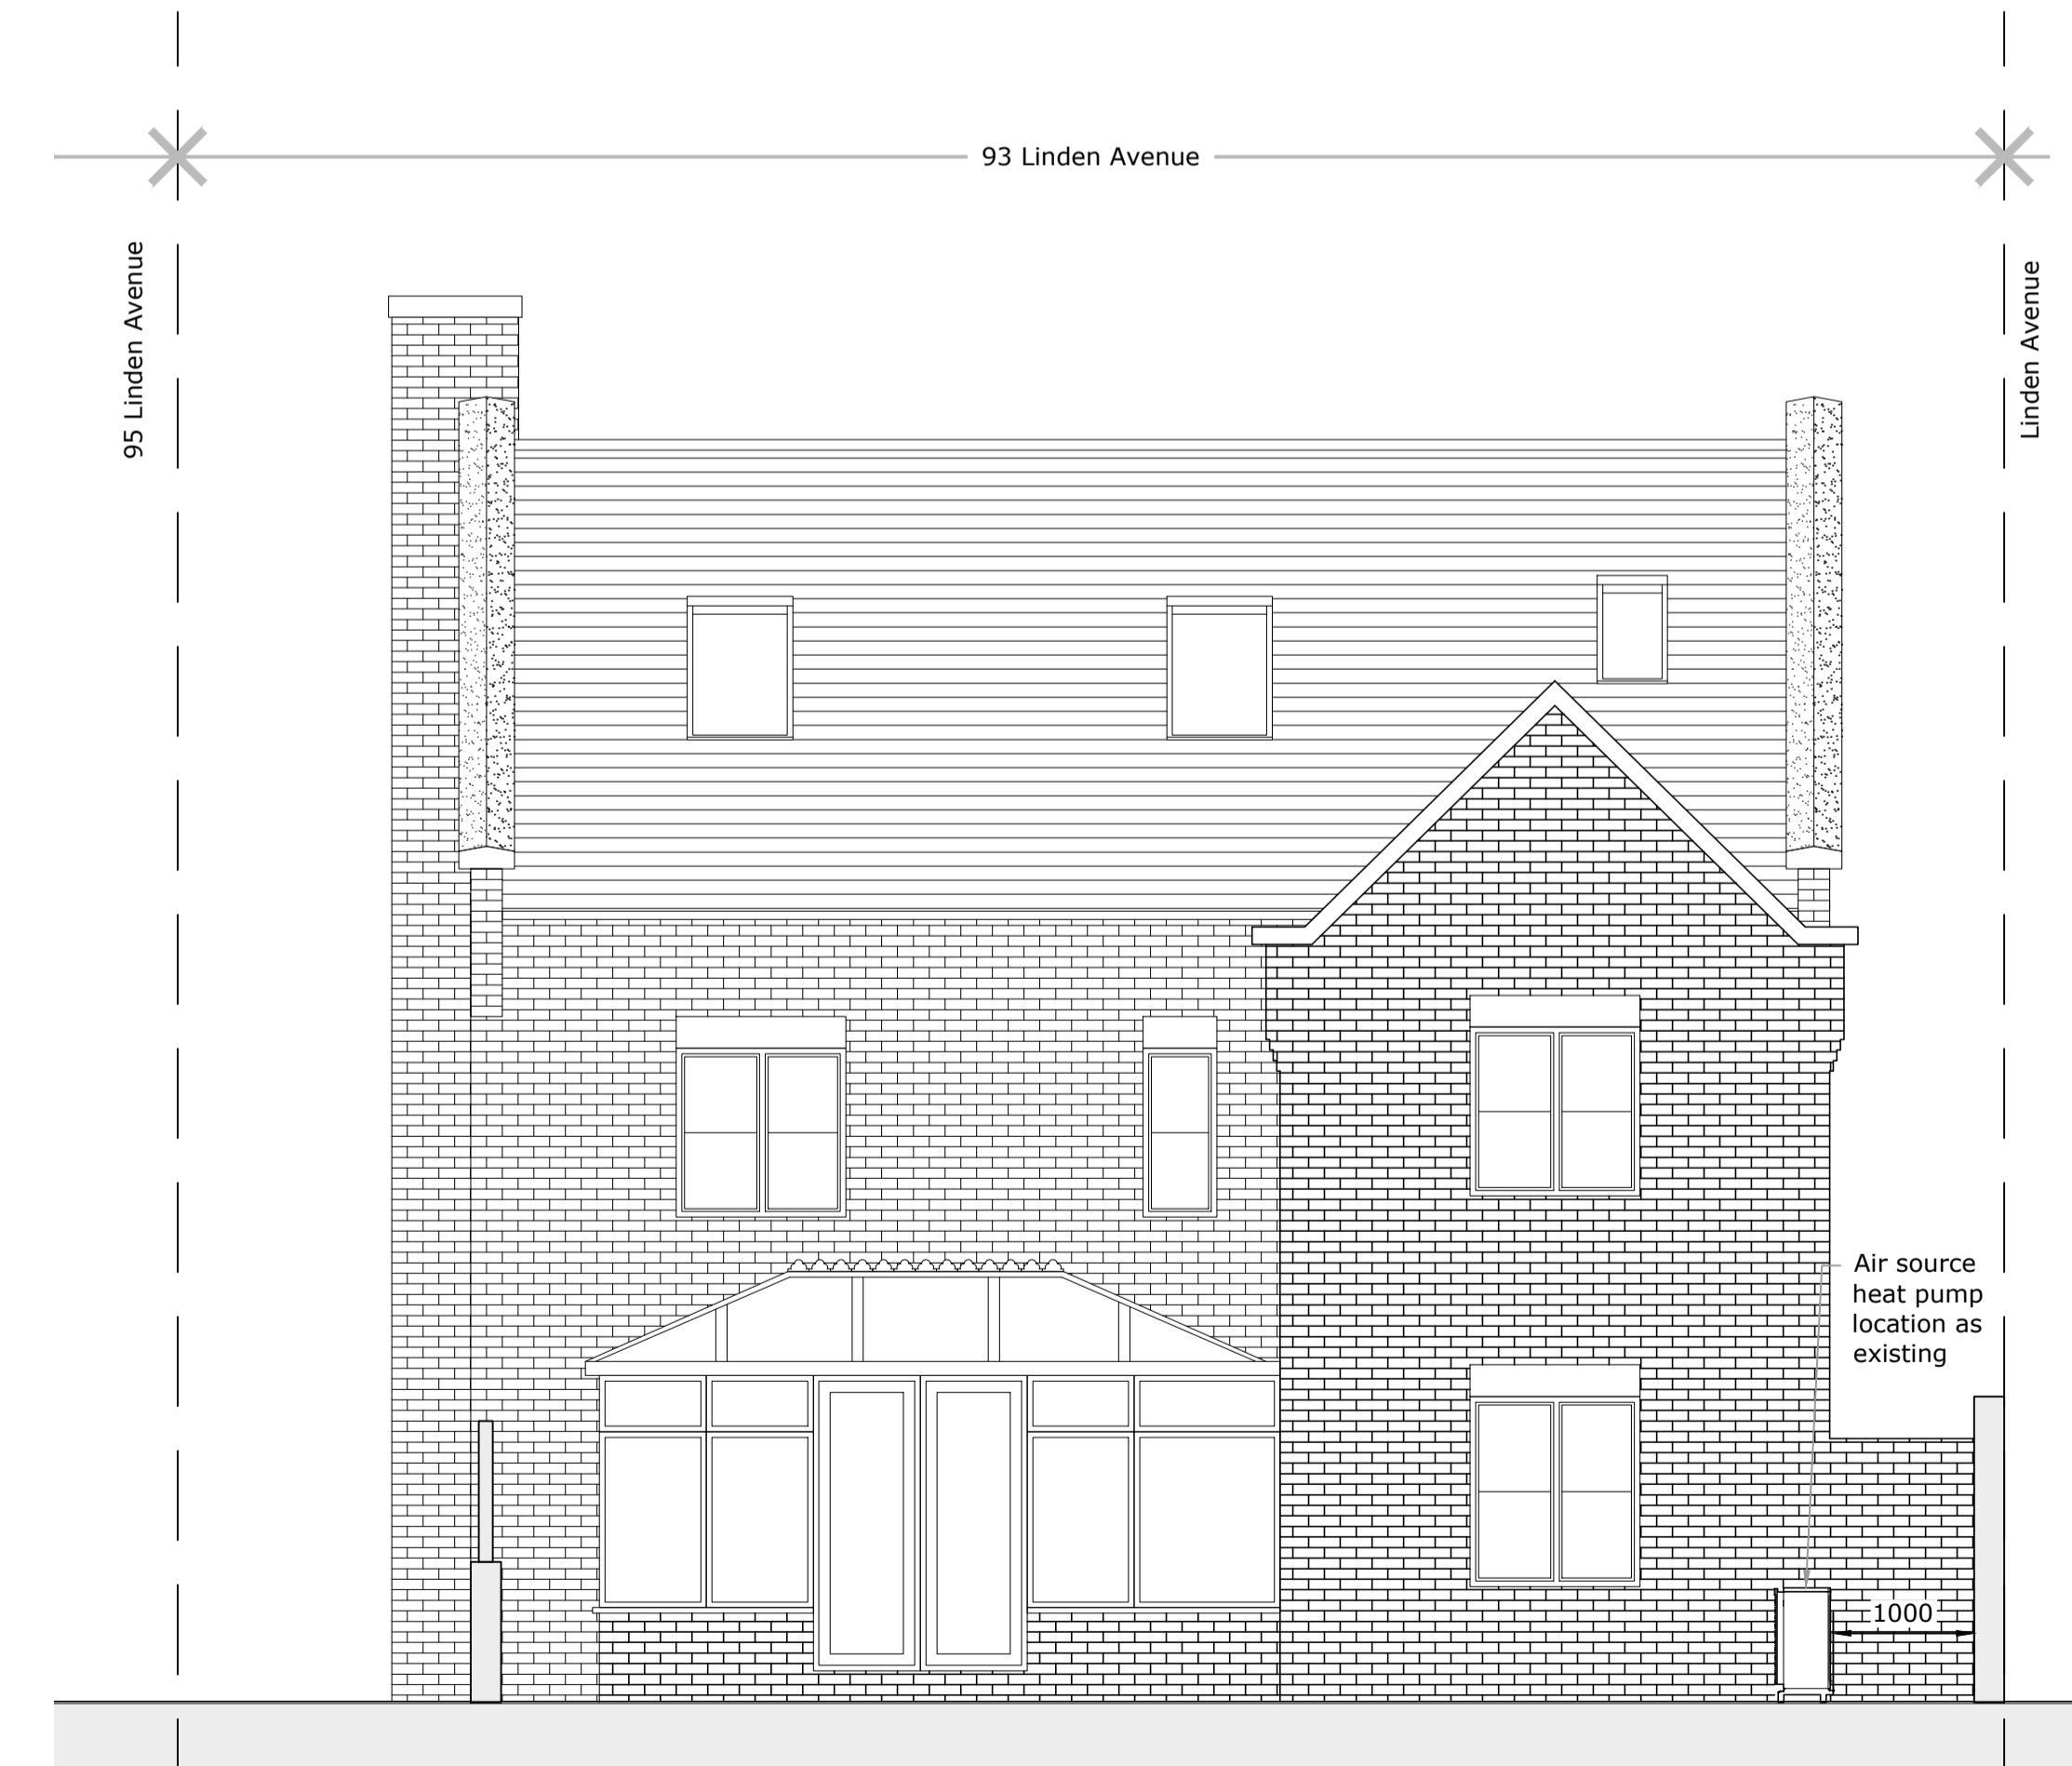 93 Linden Avenue
95 Linden Avenue
Linden Avenue
Air source
heat pump
location as
existing
1000